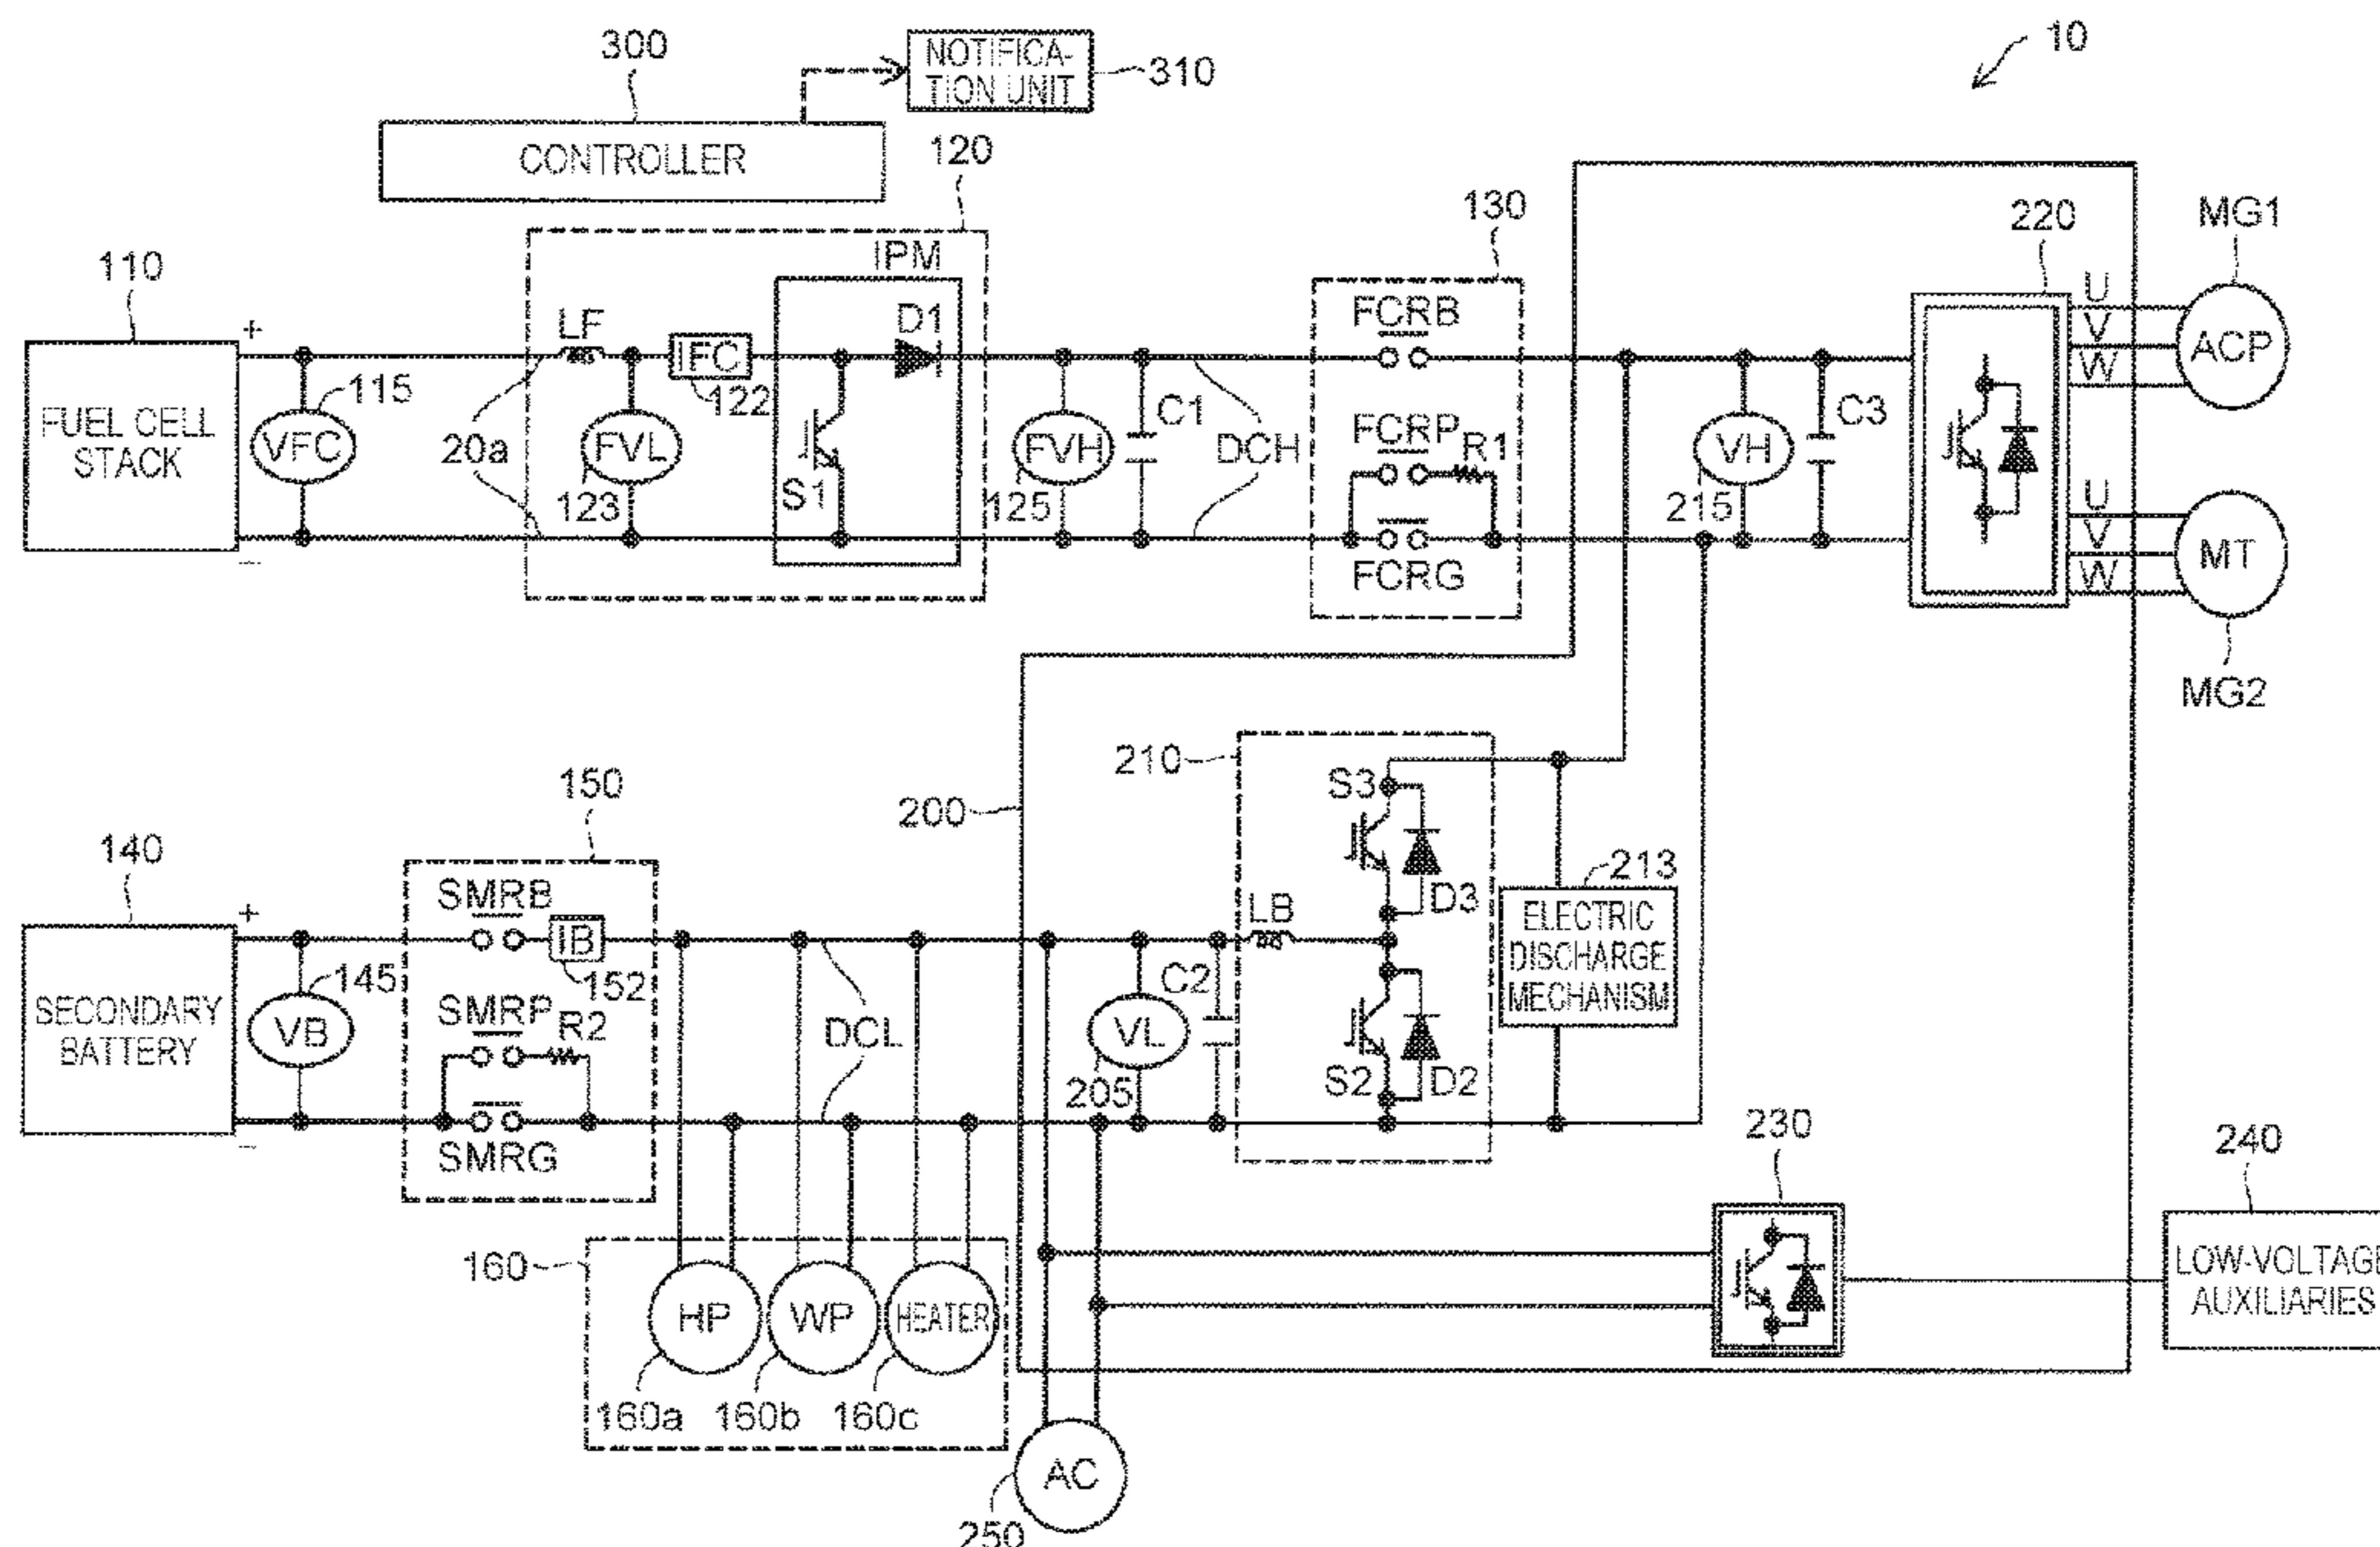 10
300
NOTIFICA-
TION UNIT
310
CONTROLLER
120
130
220
MG1
IPM
110
+
LF
IFC
122
D1
FCRB
U
V
W
ACP
FUEL CELL
STACK
115
VFC
20a
FVL
123
S1
FVH
125
C1
DCH
FCRP
R1
VH
215
C3
FCRG
U
V
W
MT
MG2
−
210
S3
D3
213
ELECTRIC
DISCHARGE
MECHANISM
200
150
140
+
SMRB
IB
152
LB
SECONDARY
BATTERY
145
VB
SMRP
R2
DCL
VL
205
C2
S2
D2
SMRG
−
230
240
160
HP
WP
HEATER
LOW-VOLTAGE
AUXILIARIES
160a
160b
160c
AC
250